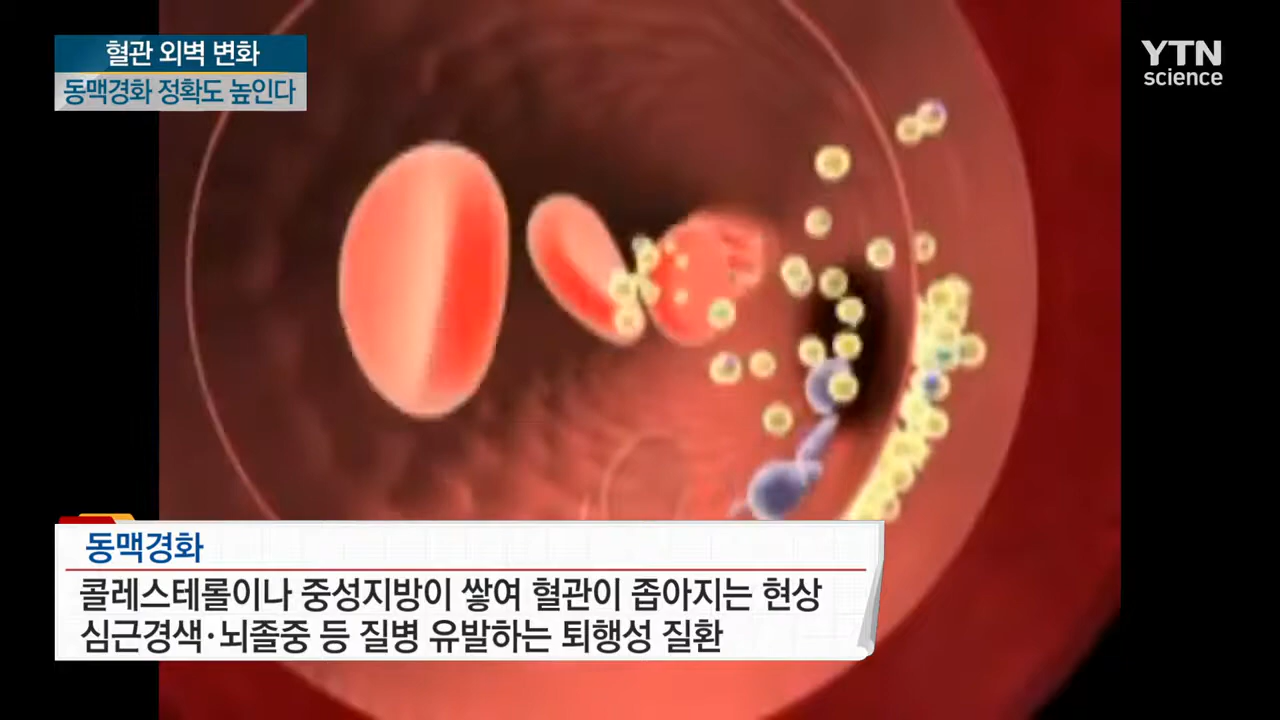 혈관 외벽 변화
동맥경화 정확도 높인다
YTN
science
동맥경화
콜레스테롤이나 중성지방이 쌓여 혈관이 좁아지는 현상
심근경색·뇌졸중 등 질병 유발하는 퇴행성 질환